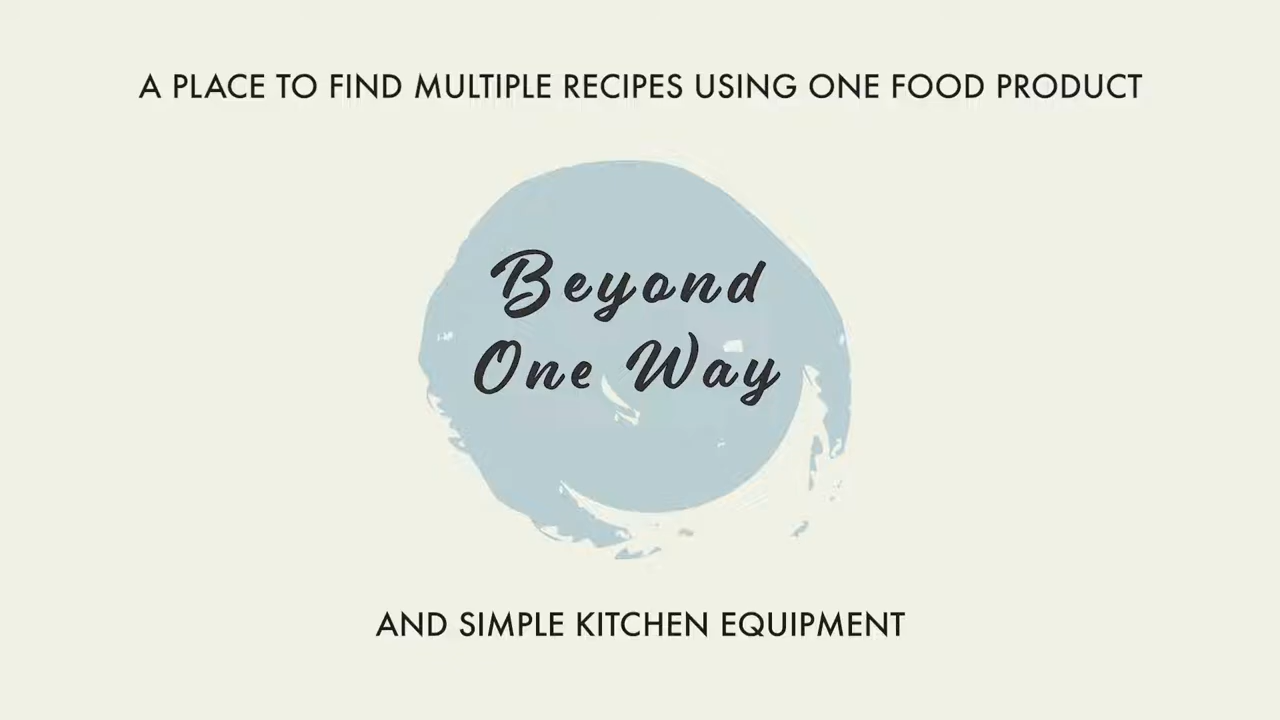 A PLACE TO FIND MULTIPLE RECIPES USING ONE FOOD PRODUCT
Beyond
One Way
AND SIMPLE KITCHEN EQUIPMENT